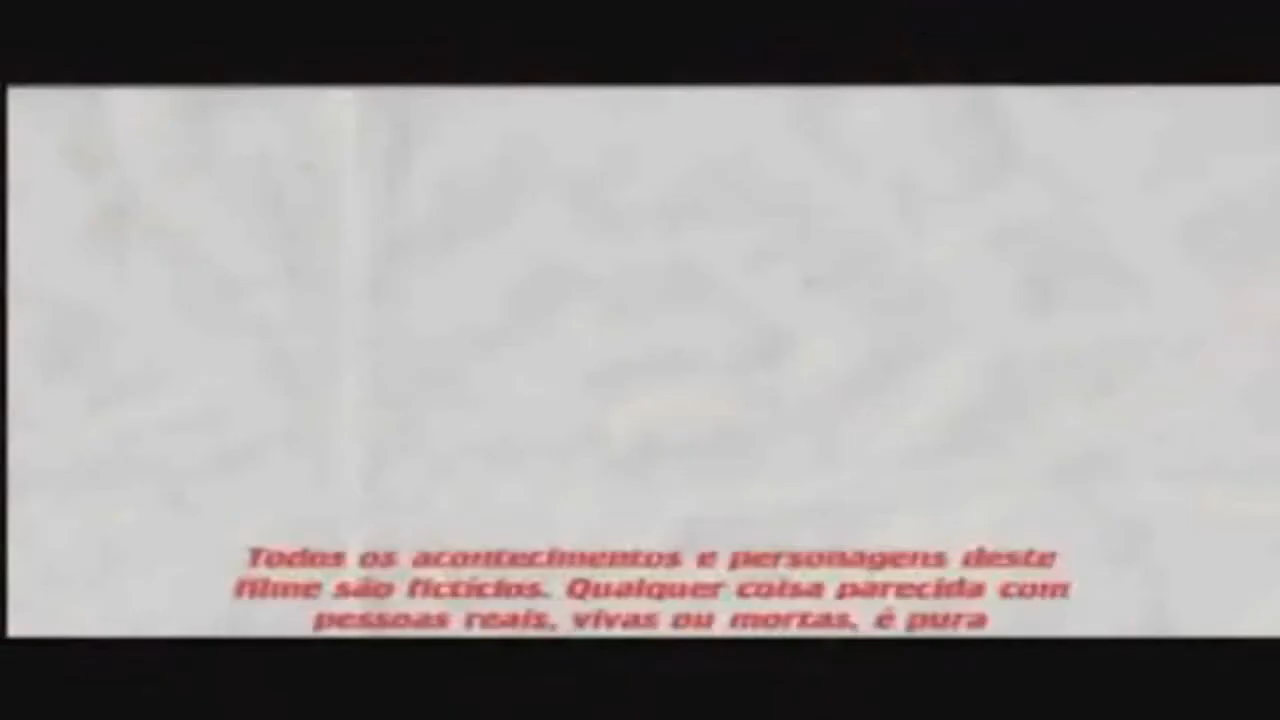 Todos os acontecimentos e personagens deste
filme são fictícios. Qualquer coisa parecida com
pessoas reais, vivas ou mortas, é pura